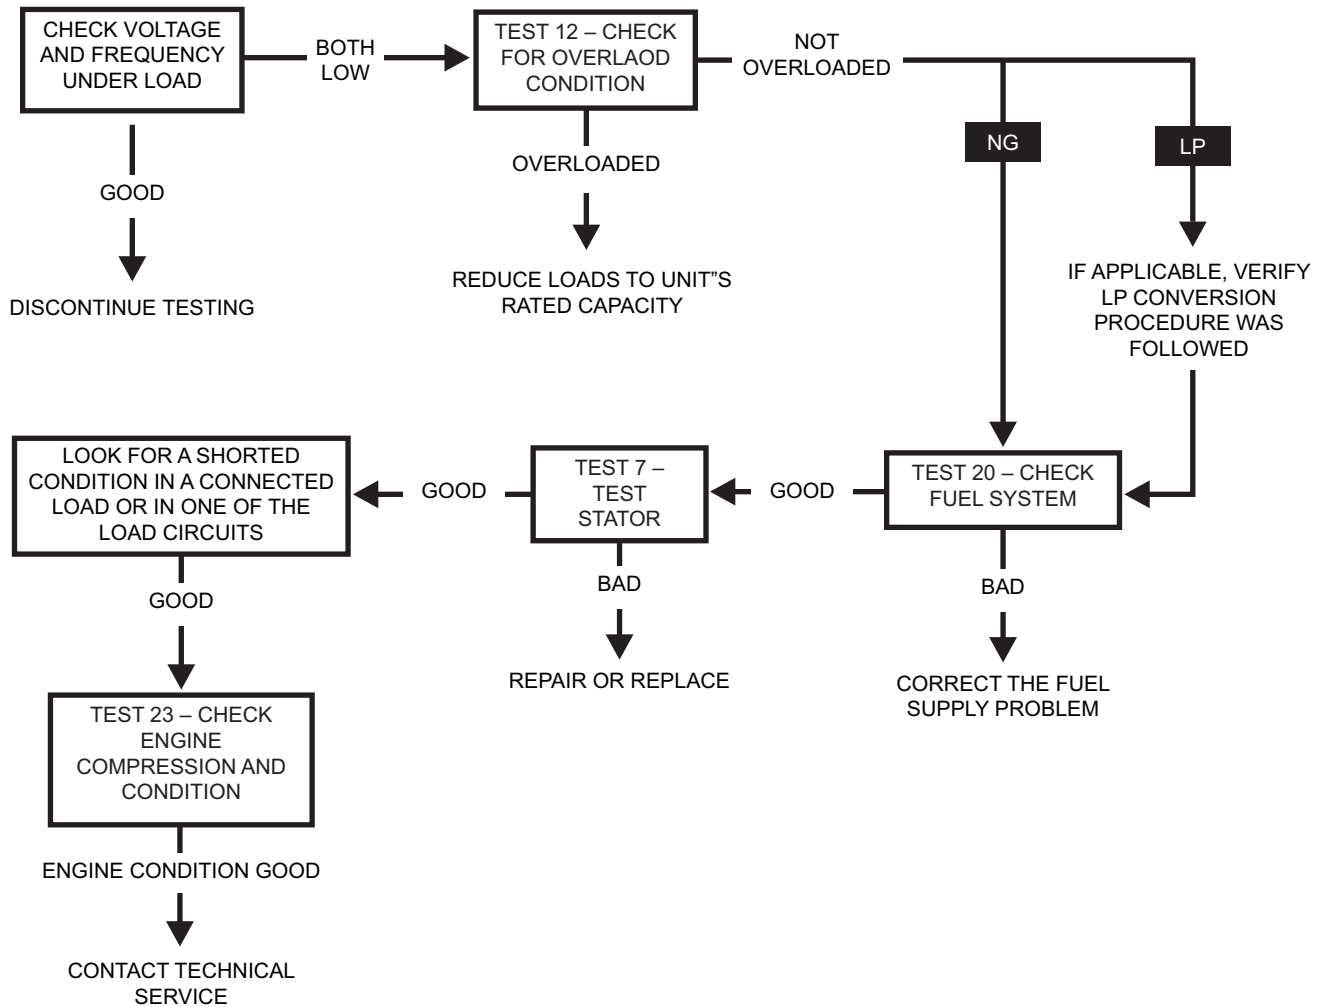 CHECK VOLTAGE
AND FREQUENCY
UNDER LOAD
BOTH
LOW
TEST 12 – CHECK
FOR OVERLAOD
CONDITION
NOT
OVERLOADED
NG
LP
GOOD
OVERLOADED
DISCONTINUE TESTING
REDUCE LOADS TO UNIT"S
RATED CAPACITY
IF APPLICABLE, VERIFY
LP CONVERSION
PROCEDURE WAS
FOLLOWED
LOOK FOR A SHORTED
CONDITION IN A CONNECTED
LOAD OR IN ONE OF THE
LOAD CIRCUITS
GOOD
TEST 7 –
TEST
STATOR
GOOD
TEST 20 – CHECK
FUEL SYSTEM
GOOD
BAD
BAD
REPAIR OR REPLACE
CORRECT THE FUEL
SUPPLY PROBLEM
TEST 23 – CHECK
ENGINE
COMPRESSION AND
CONDITION
ENGINE CONDITION GOOD
CONTACT TECHNICAL
SERVICE